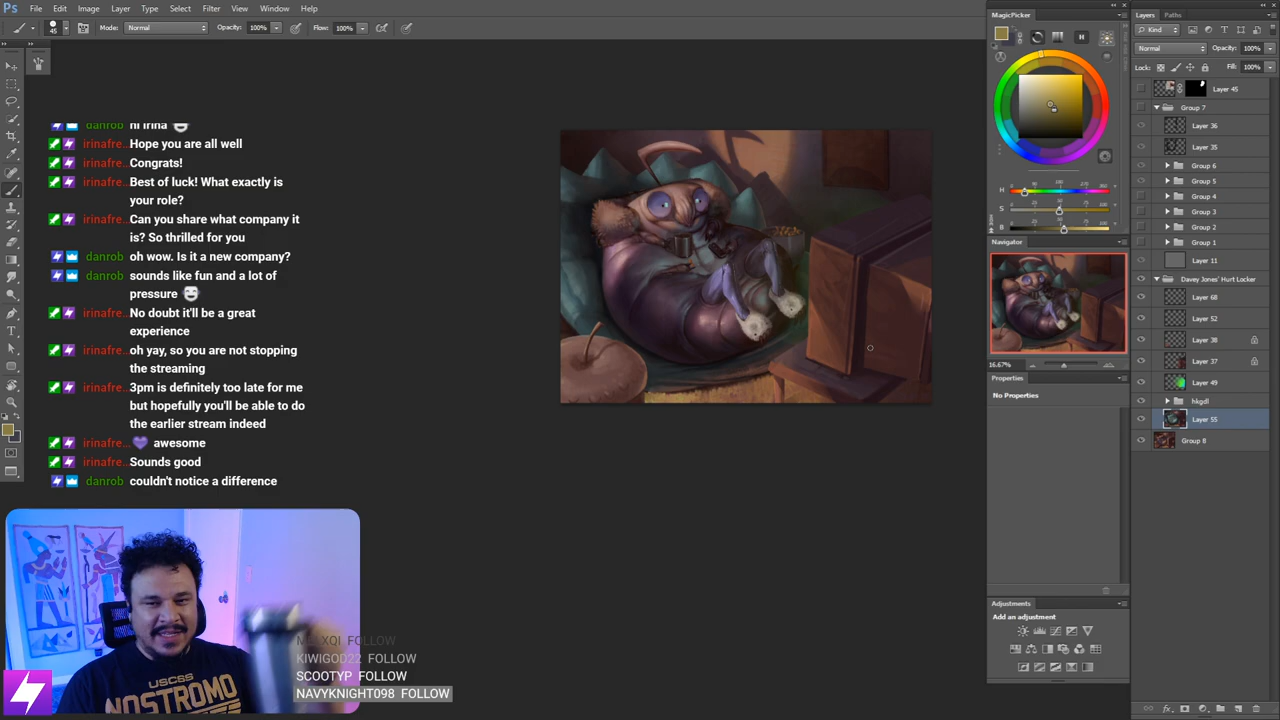 Ps File Edit Image Layer Type Select Filter View Window Help
45 Mode: Normal Opacity: 100% Flow: 100%
danrob hi Irina
irinafre... Hope you are all well
irinafre... Congrats!
irinafre... Best of luck! What exactly is
your role?
irinafre... Can you share what company it
is? So thrilled for you
danrob oh wow. Is it a new company?
danrob sounds like fun and a lot of
pressure
irinafre... No doubt it'll be a great
experience
irinafre... oh yay, so you are not stopping
the streaming
irinafre... 3pm is definitely too late for me
but hopefully you'll be able to do
the earlier stream indeed
irinafre... awesome
irinafre... Sounds good
danrob couldn't notice a difference
KIWIGOD22 FOLLOW
SCOOTYP FOLLOW
NAVYKNIGHT098 FOLLOW
USCSS
NOSTROMO
MagicPicker
H
H
S
B
Navigator
16.67%
Properties
No Properties
Adjustments
Add an adjustment
Layers Paths
Kind
Normal Opacity: 100%
Lock: Fill: 100%
Layer 45
Group 7
Layer 36
Layer 35
Group 6
Group 5
Group 4
Group 3
Group 2
Group 1
Layer 11
Davey Jones' Hurt Locker
Layer 68
Layer 52
Layer 38
Layer 37
Layer 49
hkgdl
Layer 55
Group 8
fx